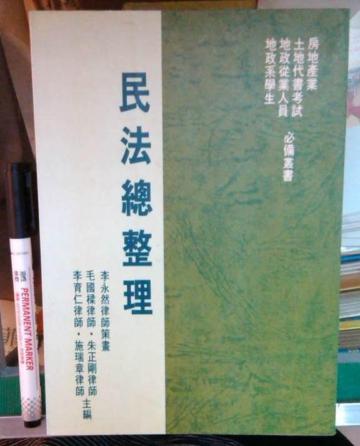 房地產業
土地代書考試
地政從業人員
地政系學生
必備叢書
民法總整理
李永然律師策畫
毛國樑律師·朱正剛律師
李育仁律師·施瑞章律師
主編
PERMANENT MARKER